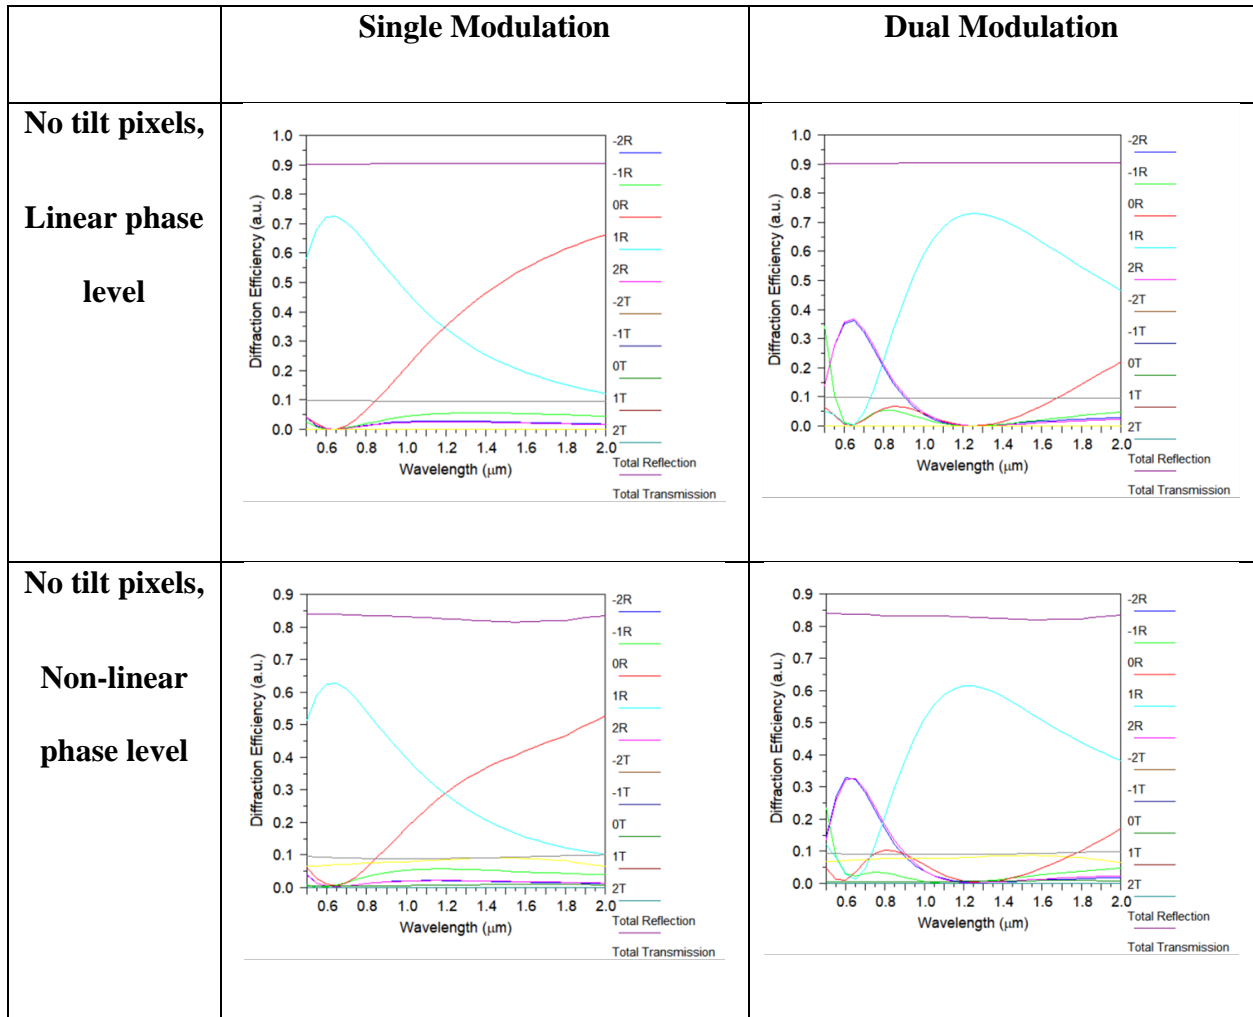 Single Modulation
Dual Modulation
No tilt pixels,
Linear phase
level
1.0
0.9
0.8
0.7
0.6
0.5
0.4
0.3
0.2
0.1
0.0
Diffraction Efficiency (a.u.)
0.6 0.8 1.0 1.2 1.4 1.6 1.8 2.0
Wavelength (μm)
-2R
-1R
0R
1R
2R
-2T
-1T
0T
1T
2T
Total Reflection
Total Transmission
1.0
0.9
0.8
0.7
0.6
0.5
0.4
0.3
0.2
0.1
0.0
Diffraction Efficiency (a.u.)
0.6 0.8 1.0 1.2 1.4 1.6 1.8 2.0
Wavelength (μm)
-2R
-1R
0R
1R
2R
-2T
-1T
0T
1T
2T
Total Reflection
Total Transmission
No tilt pixels,
Non-linear
phase level
0.9
0.8
0.7
0.6
0.5
0.4
0.3
0.2
0.1
0.0
Diffraction Efficiency (a.u.)
0.6 0.8 1.0 1.2 1.4 1.6 1.8 2.0
Wavelength (μm)
-2R
-1R
0R
1R
2R
-2T
-1T
0T
1T
2T
Total Reflection
Total Transmission
0.9
0.8
0.7
0.6
0.5
0.4
0.3
0.2
0.1
0.0
Diffraction Efficiency (a.u.)
0.6 0.8 1.0 1.2 1.4 1.6 1.8 2.0
Wavelength (μm)
-2R
-1R
0R
1R
2R
-2T
-1T
0T
1T
2T
Total Reflection
Total Transmission